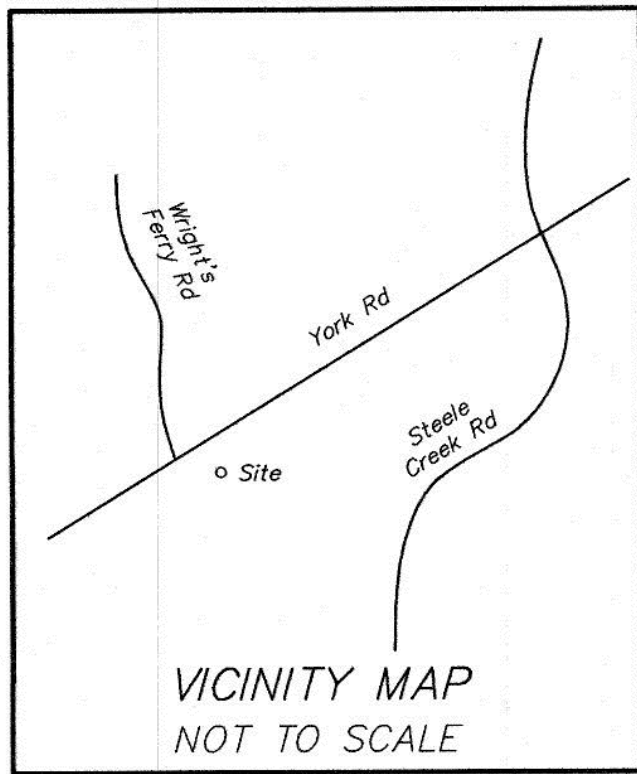 Wright's
Ferry Rd
York Rd
Steele
Creek Rd
Site
VICINITY MAP
NOT TO SCALE